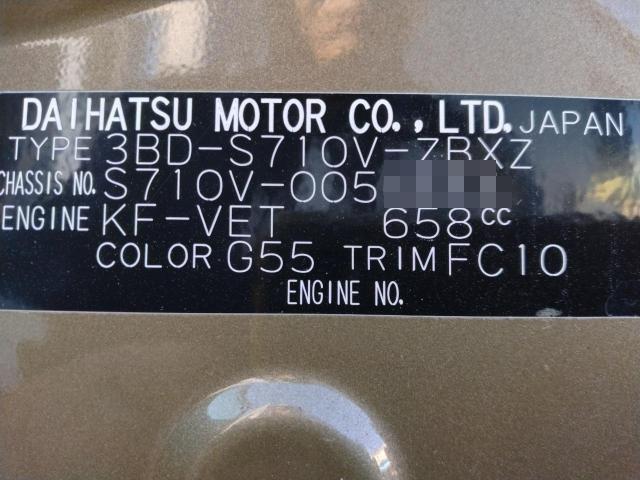 DAIHATSU MOTOR CO., LTD. JAPAN
TYPE 3BD-S710V-ZBXZ
CHASSIS NO. S710V-005
ENGINE KF-VET 658cc
COLOR G55 TRIM FC10
ENGINE NO.